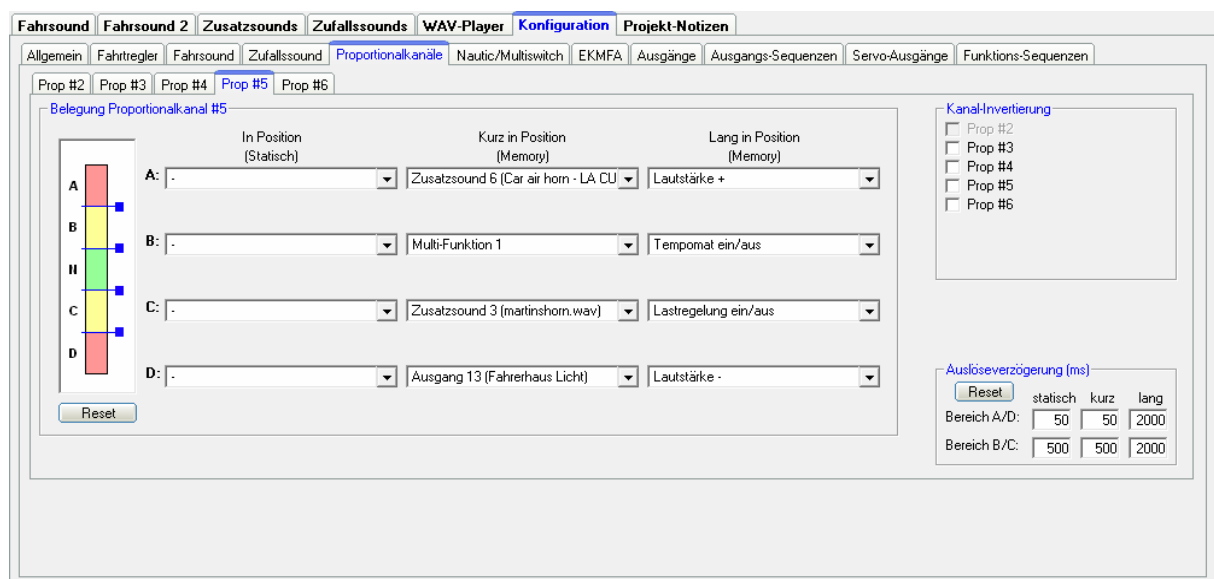 Fahrsound Fahrsound 2 Zusatzsounds Zufallssounds WAV-Player Konfiguration Projekt-Notizen
Allgemein Fahrtregler Fahrsound Zufallssound Proportionalkanäle Nautic/Multiswitch EKMFA Ausgänge Ausgangs-Sequenzen Servo-Ausgänge Funktions-Sequenzen
Prop #2 Prop #3 Prop #4 Prop #5 Prop #6
Belegung Proportionalkanal #5
In Position
(Statisch)
Kurz in Position
(Memory)
Lang in Position
(Memory)
A
B
N
C
D
A: - Zusatzsound 6 (Car air horn - LA CU Lautstärke +
B: - Multi-Funktion 1 Tempomat ein/aus
C: - Zusatzsound 3 (martinshorn.wav) Lastregelung ein/aus
D: - Ausgang 13 (Fahrerhaus Licht) Lautstärke -
Reset
Kanal-Invertierung
Prop #2
Prop #3
Prop #4
Prop #5
Prop #6
Auslöseverzögerung (ms)
Reset statisch kurz lang
Bereich A/D: 50 50 2000
Bereich B/C: 500 500 2000